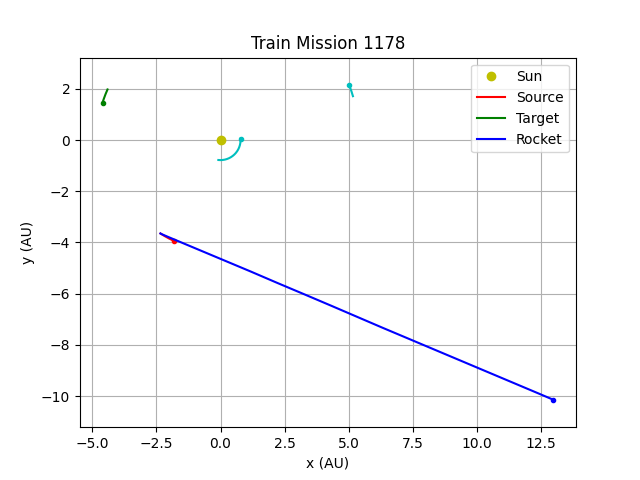 Train Mission 1178
Sun
Source
Target
Rocket
2
0
−2
−4
−6
−8
−10
y (AU)
−5.0 −2.5 0.0 2.5 5.0 7.5 10.0 12.5
x (AU)